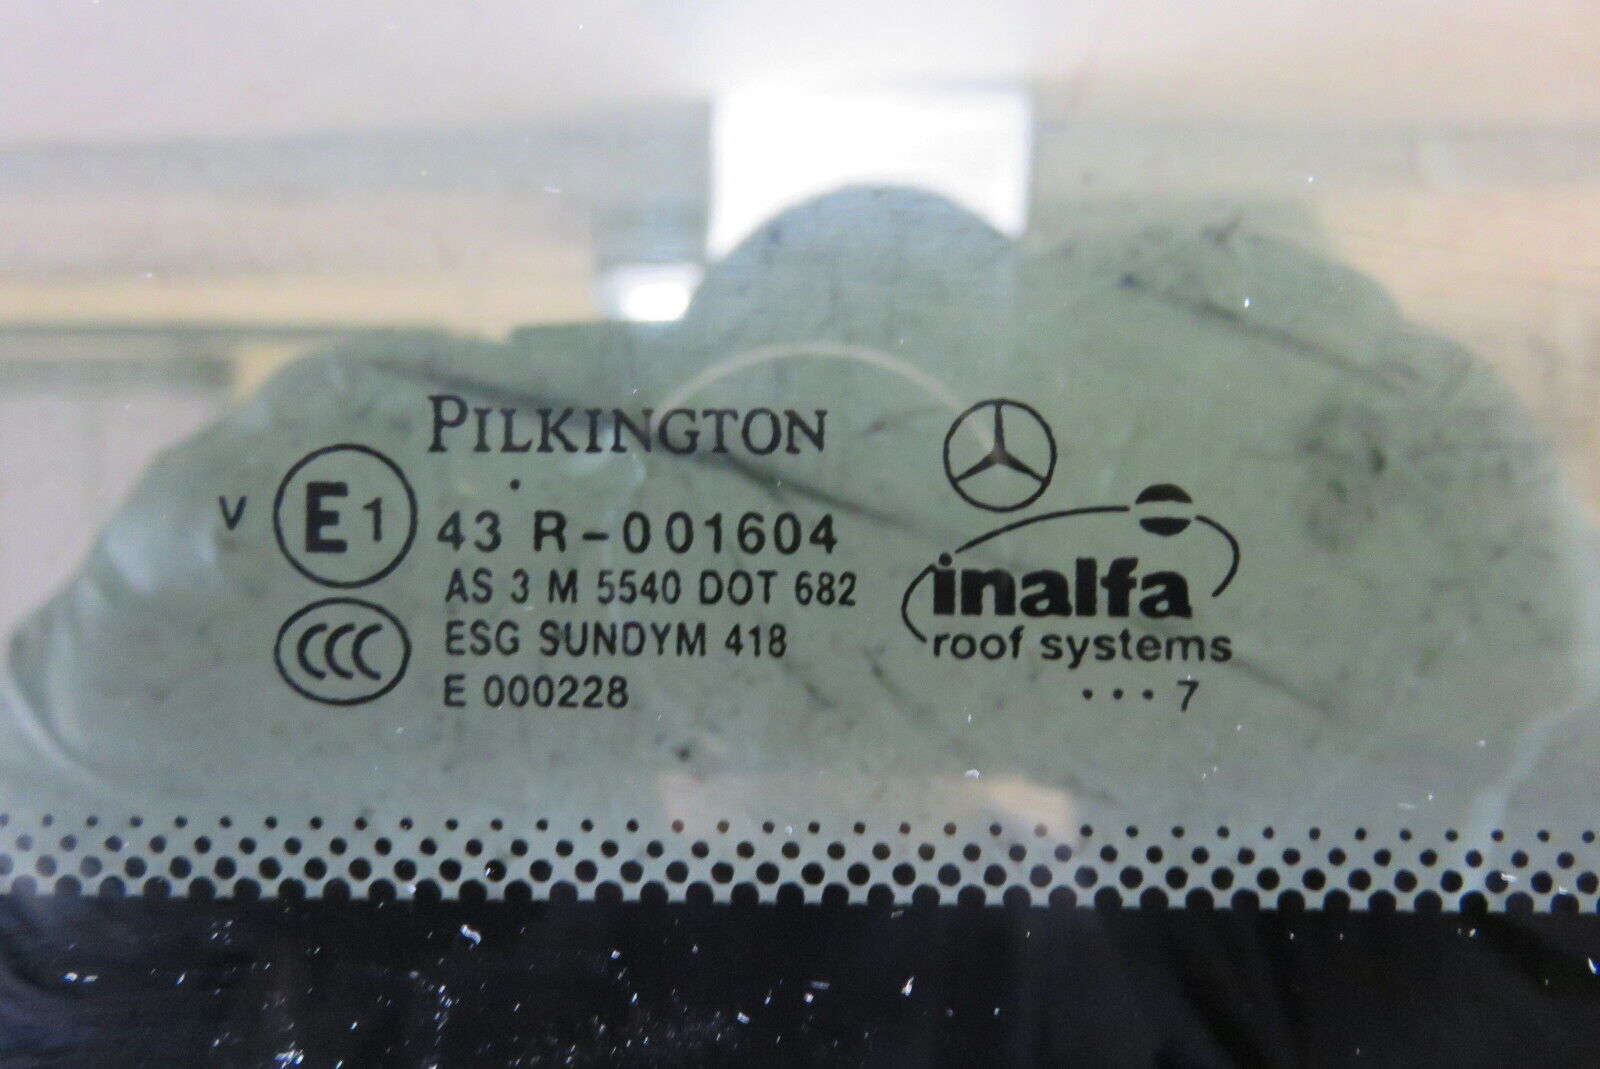 PILKINGTON
V E1 43 R-001604
AS 3 M 5540 DOT 682
CCC ESG SUNDYM 418
E 000228
inalfa
roof systems
...7